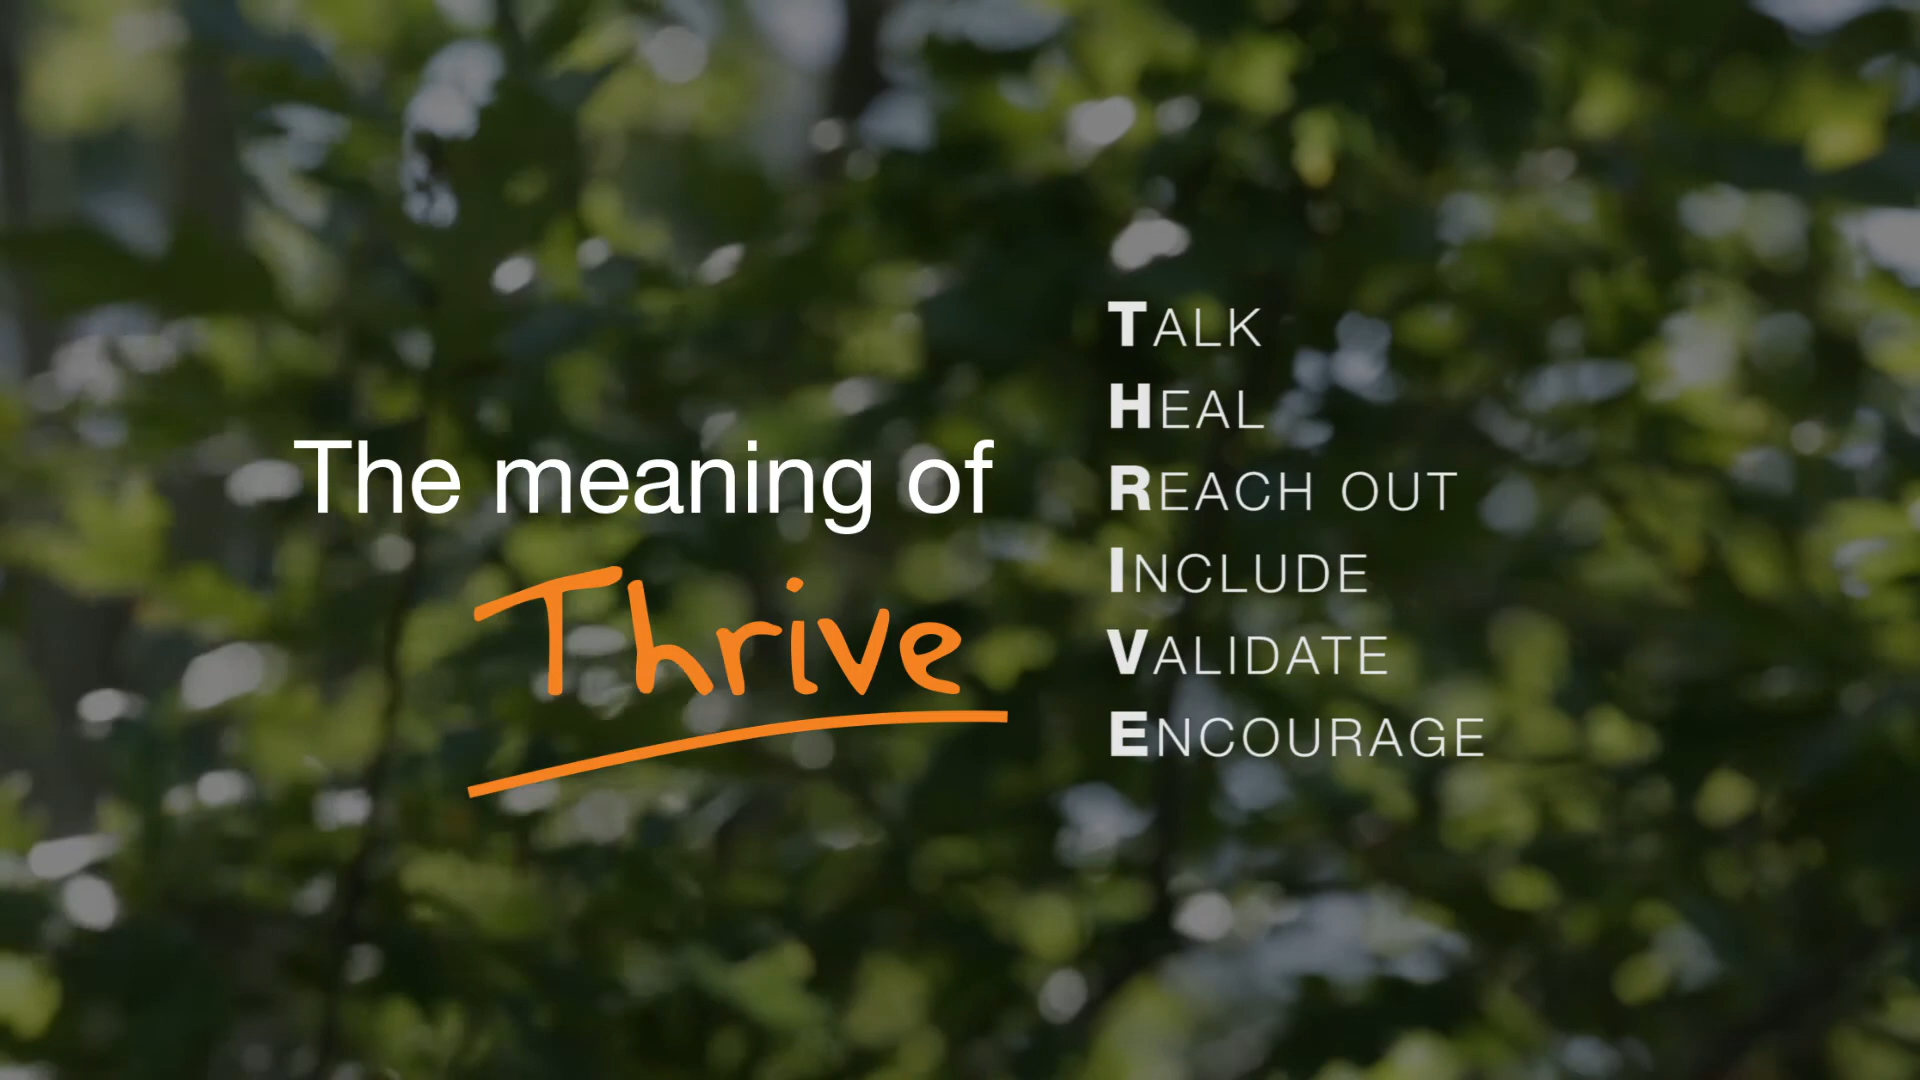 The meaning of
Thrive
TALK
HEAL
REACH OUT
INCLUDE
VALIDATE
ENCOURAGE